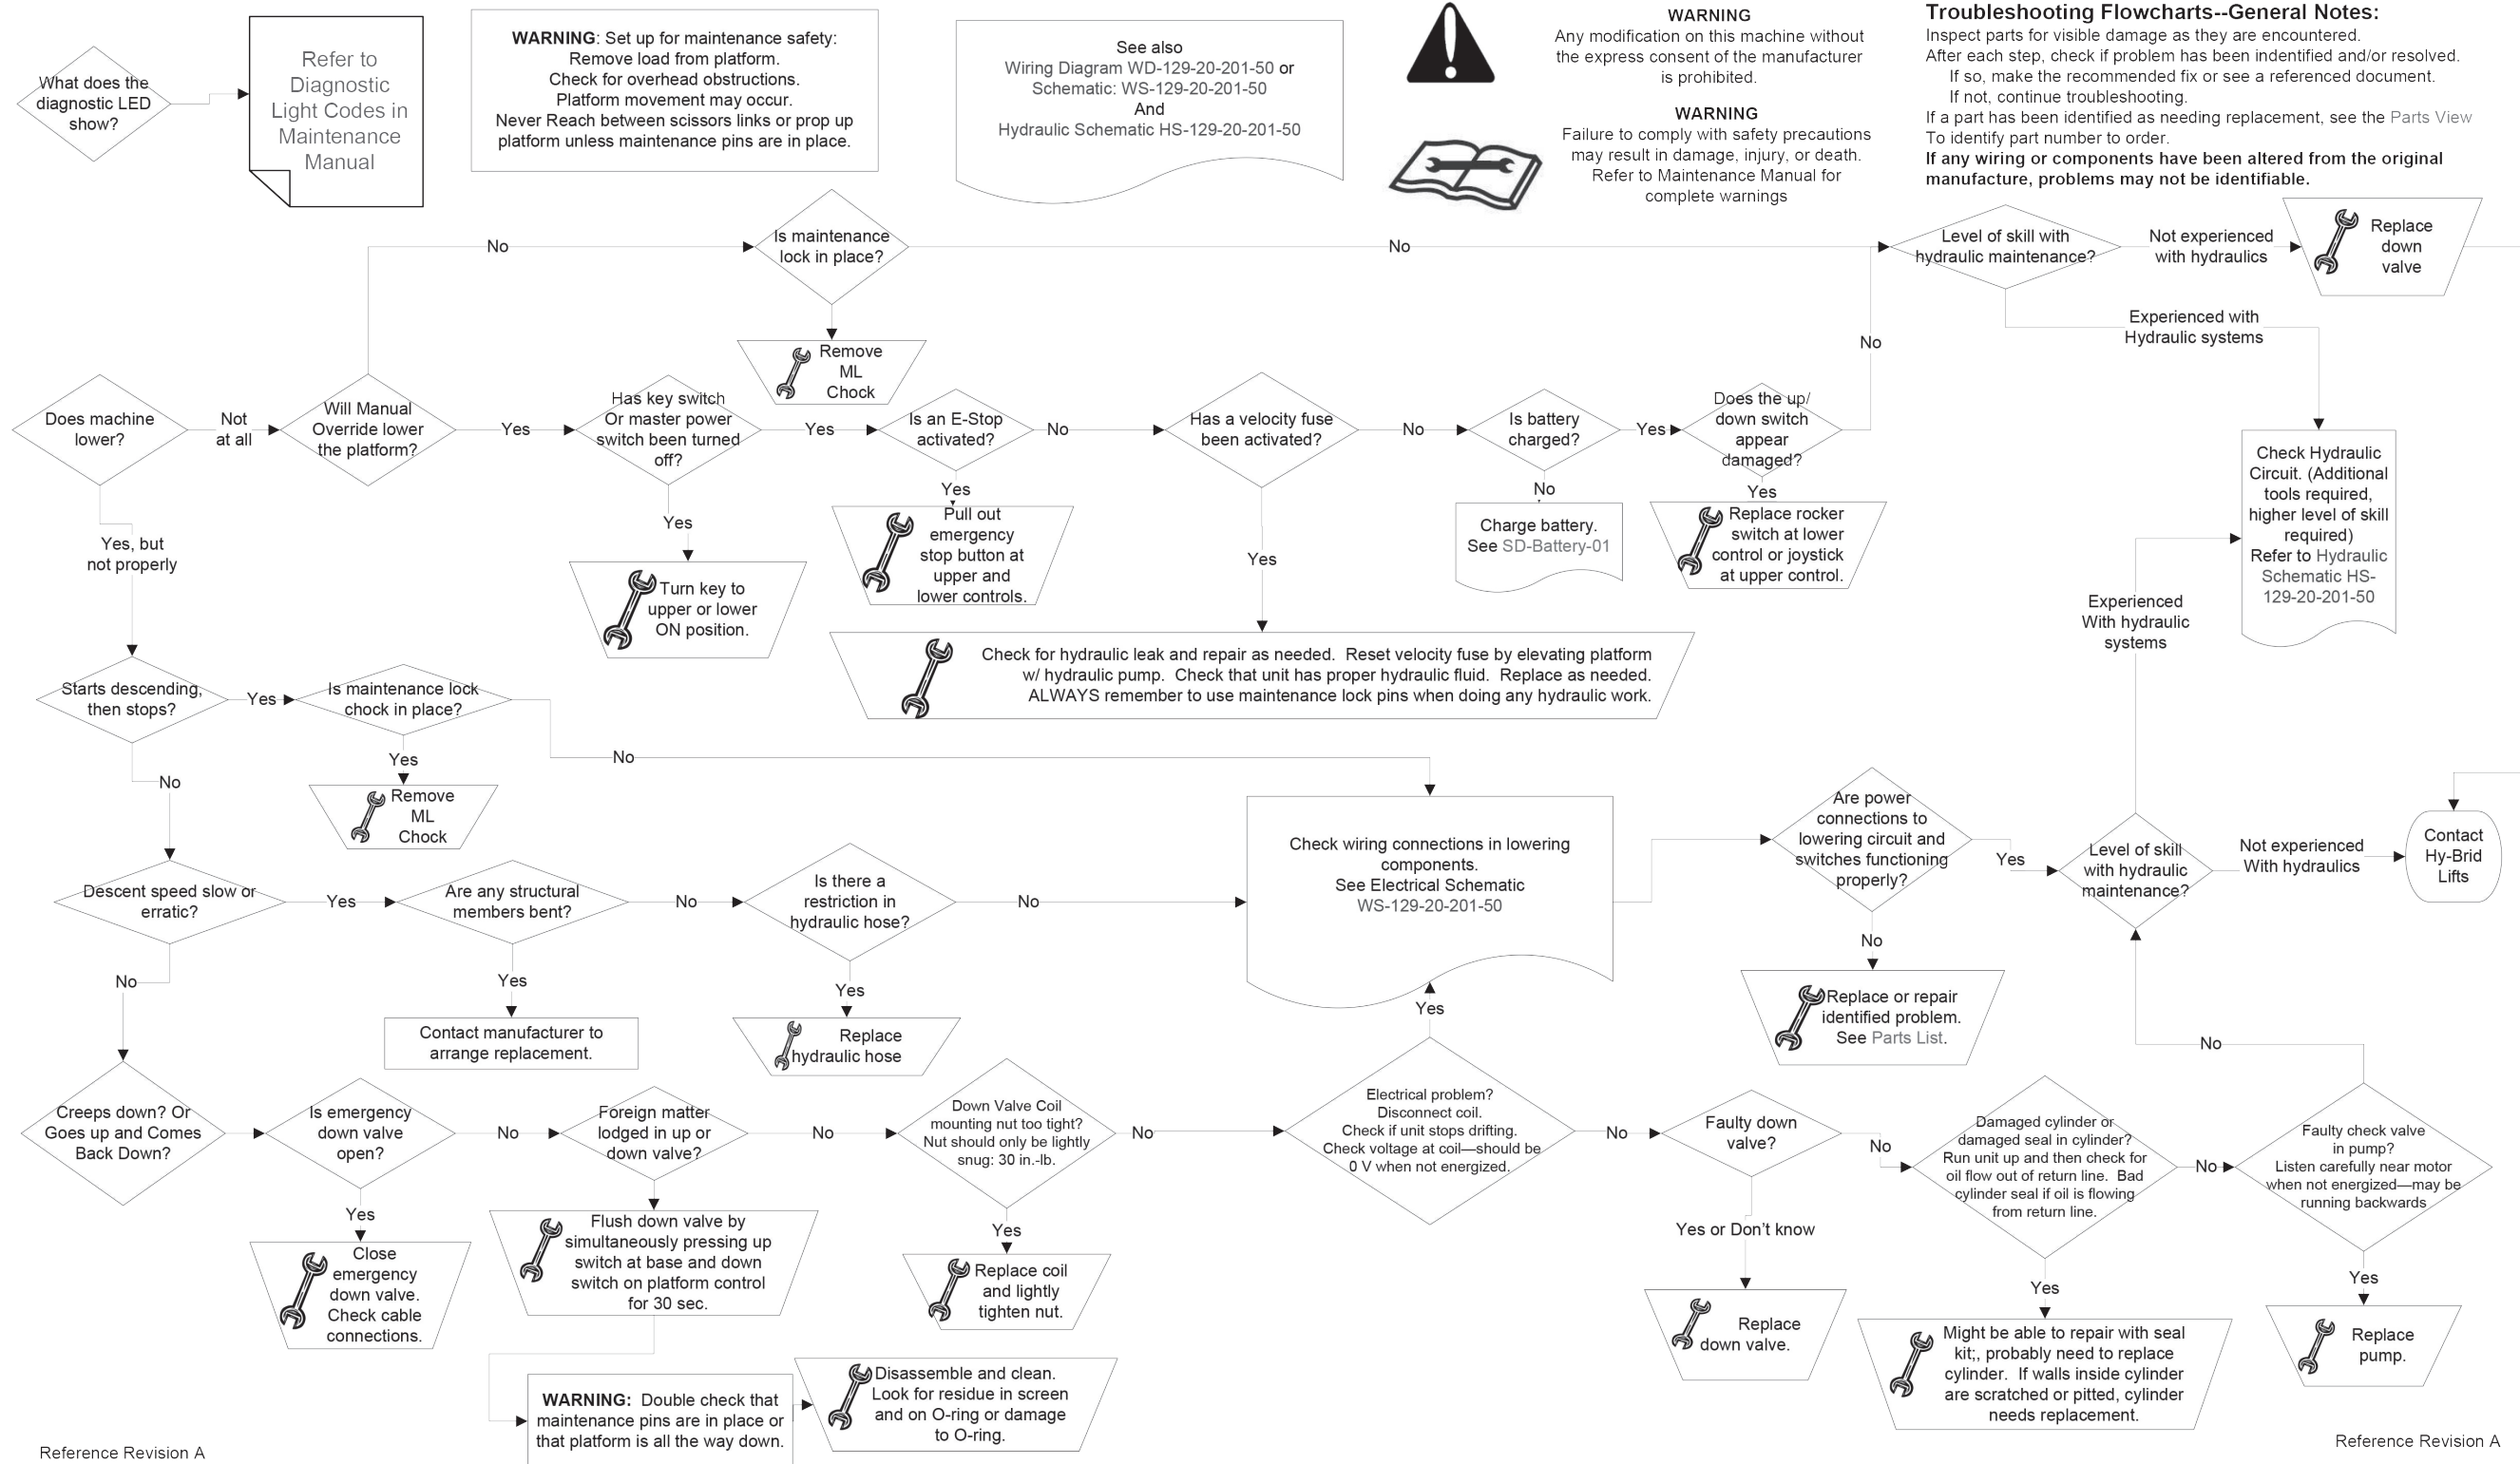 What does the
diagnostic LED
show?
Refer to
Diagnostic
Light Codes in
Maintenance
Manual
WARNING: Set up for maintenance safety:
Remove load from platform.
Check for overhead obstructions.
Platform movement may occur.
Never Reach between scissors links or prop up
platform unless maintenance pins are in place.
See also
Wiring Diagram WD-129-20-201-50 or
Schematic: WS-129-20-201-50
And
Hydraulic Schematic HS-129-20-201-50
WARNING
Any modification on this machine without
the express consent of the manufacturer
is prohibited.
WARNING
Failure to comply with safety precautions
may result in damage, injury, or death.
Refer to Maintenance Manual for
complete warnings
Troubleshooting Flowcharts--General Notes:
Inspect parts for visible damage as they are encountered.
After each step, check if problem has been indentified and/or resolved.
If so, make the recommended fix or see a referenced document.
If not, continue troubleshooting.
If a part has been identified as needing replacement, see the Parts View
To identify part number to order.
If any wiring or components have been altered from the original
manufacture, problems may not be identifiable.
No
Is maintenance
lock in place?
No
Level of skill with
hydraulic maintenance?
Not experienced
with hydraulics
Replace
down
valve
Experienced with
Hydraulic systems
Remove
ML
Chock
No
Does machine
lower?
Not
at all
Will Manual
Override lower
the platform?
Yes
Has key switch
Or master power
switch been turned
off?
Yes
Is an E-Stop
activated?
No
Has a velocity fuse
been activated?
No
Is battery
charged?
Yes
Does the up/
down switch
appear
damaged?
Check Hydraulic
Circuit. (Additional
tools required,
higher level of skill
required)
Refer to Hydraulic
Schematic HS-
129-20-201-50
Yes, but
not properly
Yes
Turn key to
upper or lower
ON position.
Yes
Pull out
emergency
stop button at
upper and
lower controls.
Yes
No
Charge battery.
See SD-Battery-01
Yes
Replace rocker
switch at lower
control or joystick
at upper control.
Experienced
With hydraulic
systems
Check for hydraulic leak and repair as needed. Reset velocity fuse by elevating platform
w/ hydraulic pump. Check that unit has proper hydraulic fluid. Replace as needed.
ALWAYS remember to use maintenance lock pins when doing any hydraulic work.
Starts descending,
then stops?
Yes
Is maintenance lock
chock in place?
No
Yes
Remove
ML
Chock
No
Check wiring connections in lowering
components.
See Electrical Schematic
WS-129-20-201-50
Are power
connections to
lowering circuit and
switches functioning
properly?
Yes
Level of skill
with hydraulic
maintenance?
Not experienced
With hydraulics
Contact
Hy-Brid
Lifts
Descent speed slow or
erratic?
Yes
Are any structural
members bent?
No
Is there a
restriction in
hydraulic hose?
No
No
Replace or repair
identified problem.
See Parts List.
No
Yes
Contact manufacturer to
arrange replacement.
Yes
Replace
hydraulic hose
Yes
No
Creeps down? Or
Goes up and Comes
Back Down?
Is emergency
down valve
open?
No
Foreign matter
lodged in up or
down valve?
No
Down Valve Coil
mounting nut too tight?
Nut should only be lightly
snug: 30 in.-lb.
No
Electrical problem?
Disconnect coil.
Check if unit stops drifting.
Check voltage at coil—should be
0 V when not energized.
No
Faulty down
valve?
No
Damaged cylinder or
damaged seal in cylinder?
Run unit up and then check for
oil flow out of return line. Bad
cylinder seal if oil is flowing
from return line.
No
Faulty check valve
in pump?
Listen carefully near motor
when not energized—may be
running backwards
Yes
Close
emergency
down valve.
Check cable
connections.
Flush down valve by
simultaneously pressing up
switch at base and down
switch on platform control
for 30 sec.
Yes
Replace coil
and lightly
tighten nut.
Yes or Don't know
Replace
down valve.
Yes
Might be able to repair with seal
kit;, probably need to replace
cylinder. If walls inside cylinder
are scratched or pitted, cylinder
needs replacement.
Yes
Replace
pump.
WARNING: Double check that
maintenance pins are in place or
that platform is all the way down.
Disassemble and clean.
Look for residue in screen
and on O-ring or damage
to O-ring.
Reference Revision A
Reference Revision A